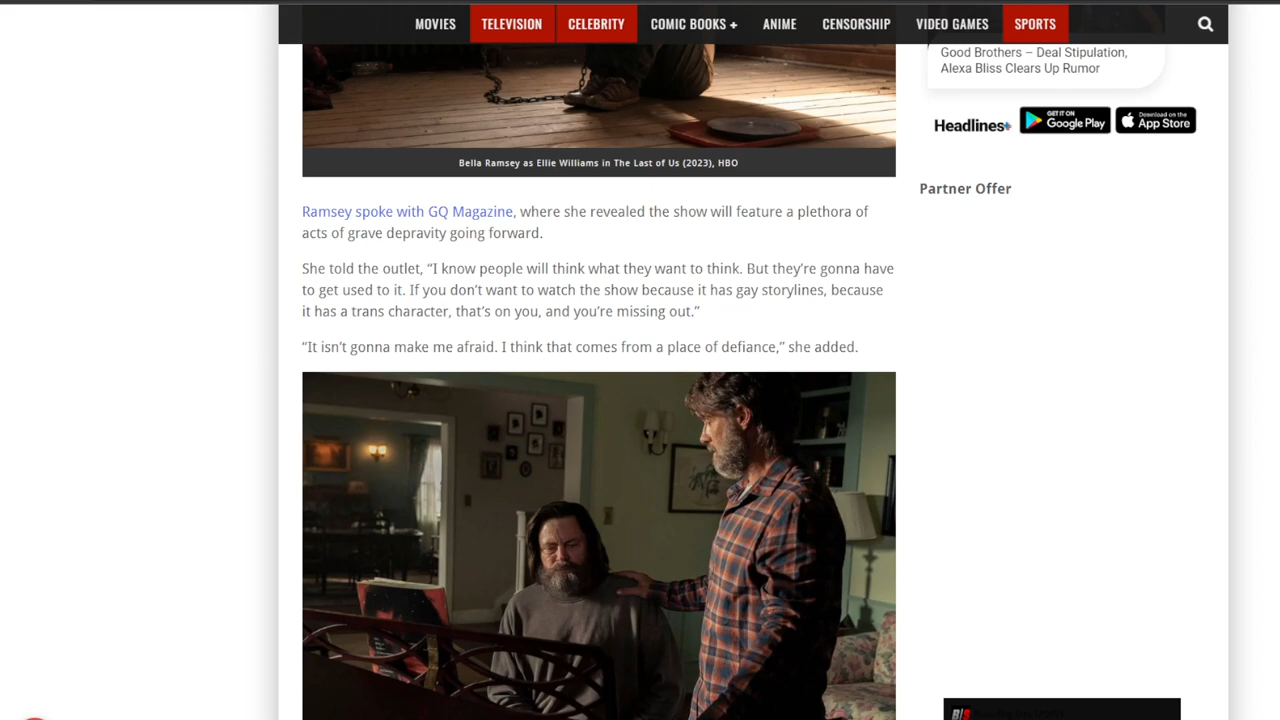 MOVIES TELEVISION CELEBRITY COMIC BOOKS + ANIME CENSORSHIP VIDEO GAMES SPORTS
Good Brothers – Deal Stipulation,
Alexa Bliss Clears Up Rumor
Headlines+ GET IT ON Google Play Download on the App Store
Partner Offer
Bella Ramsey as Ellie Williams in The Last of Us (2023), HBO
Ramsey spoke with GQ Magazine, where she revealed the show will feature a plethora of
acts of grave depravity going forward.
She told the outlet, “I know people will think what they want to think. But they’re gonna have
to get used to it. If you don’t want to watch the show because it has gay storylines, because
it has a trans character, that’s on you, and you’re missing out.”
“It isn’t gonna make me afraid. I think that comes from a place of defiance,” she added.